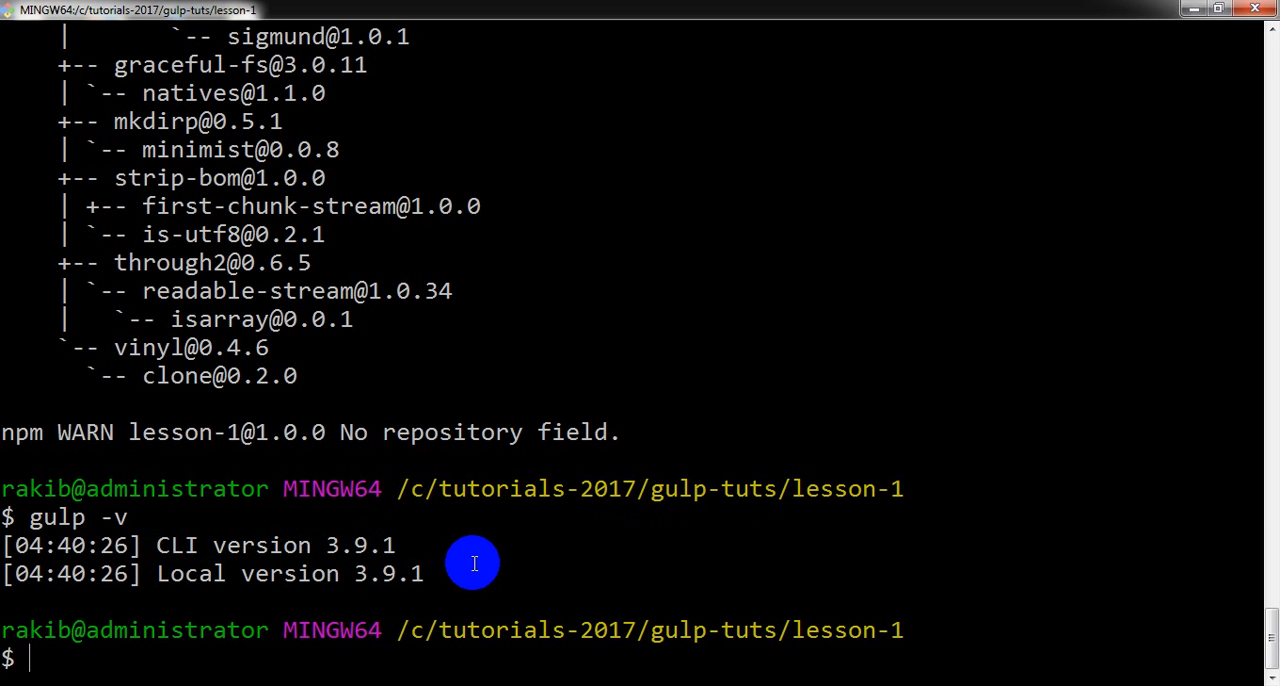 MINGW64:/c/tutorials-2017/gulp-tuts/lesson-1
|       `-- sigmund@1.0.1
+-- graceful-fs@3.0.11
| `-- natives@1.1.0
+-- mkdirp@0.5.1
| `-- minimist@0.0.8
+-- strip-bom@1.0.0
| +-- first-chunk-stream@1.0.0
| `-- is-utf8@0.2.1
+-- through2@0.6.5
| `-- readable-stream@1.0.34
|   `-- isarray@0.0.1
`-- vinyl@0.4.6
  `-- clone@0.2.0
npm WARN lesson-1@1.0.0 No repository field.
rakib@administrator MINGW64 /c/tutorials-2017/gulp-tuts/lesson-1
$ gulp -v
[04:40:26] CLI version 3.9.1
[04:40:26] Local version 3.9.1
rakib@administrator MINGW64 /c/tutorials-2017/gulp-tuts/lesson-1
$